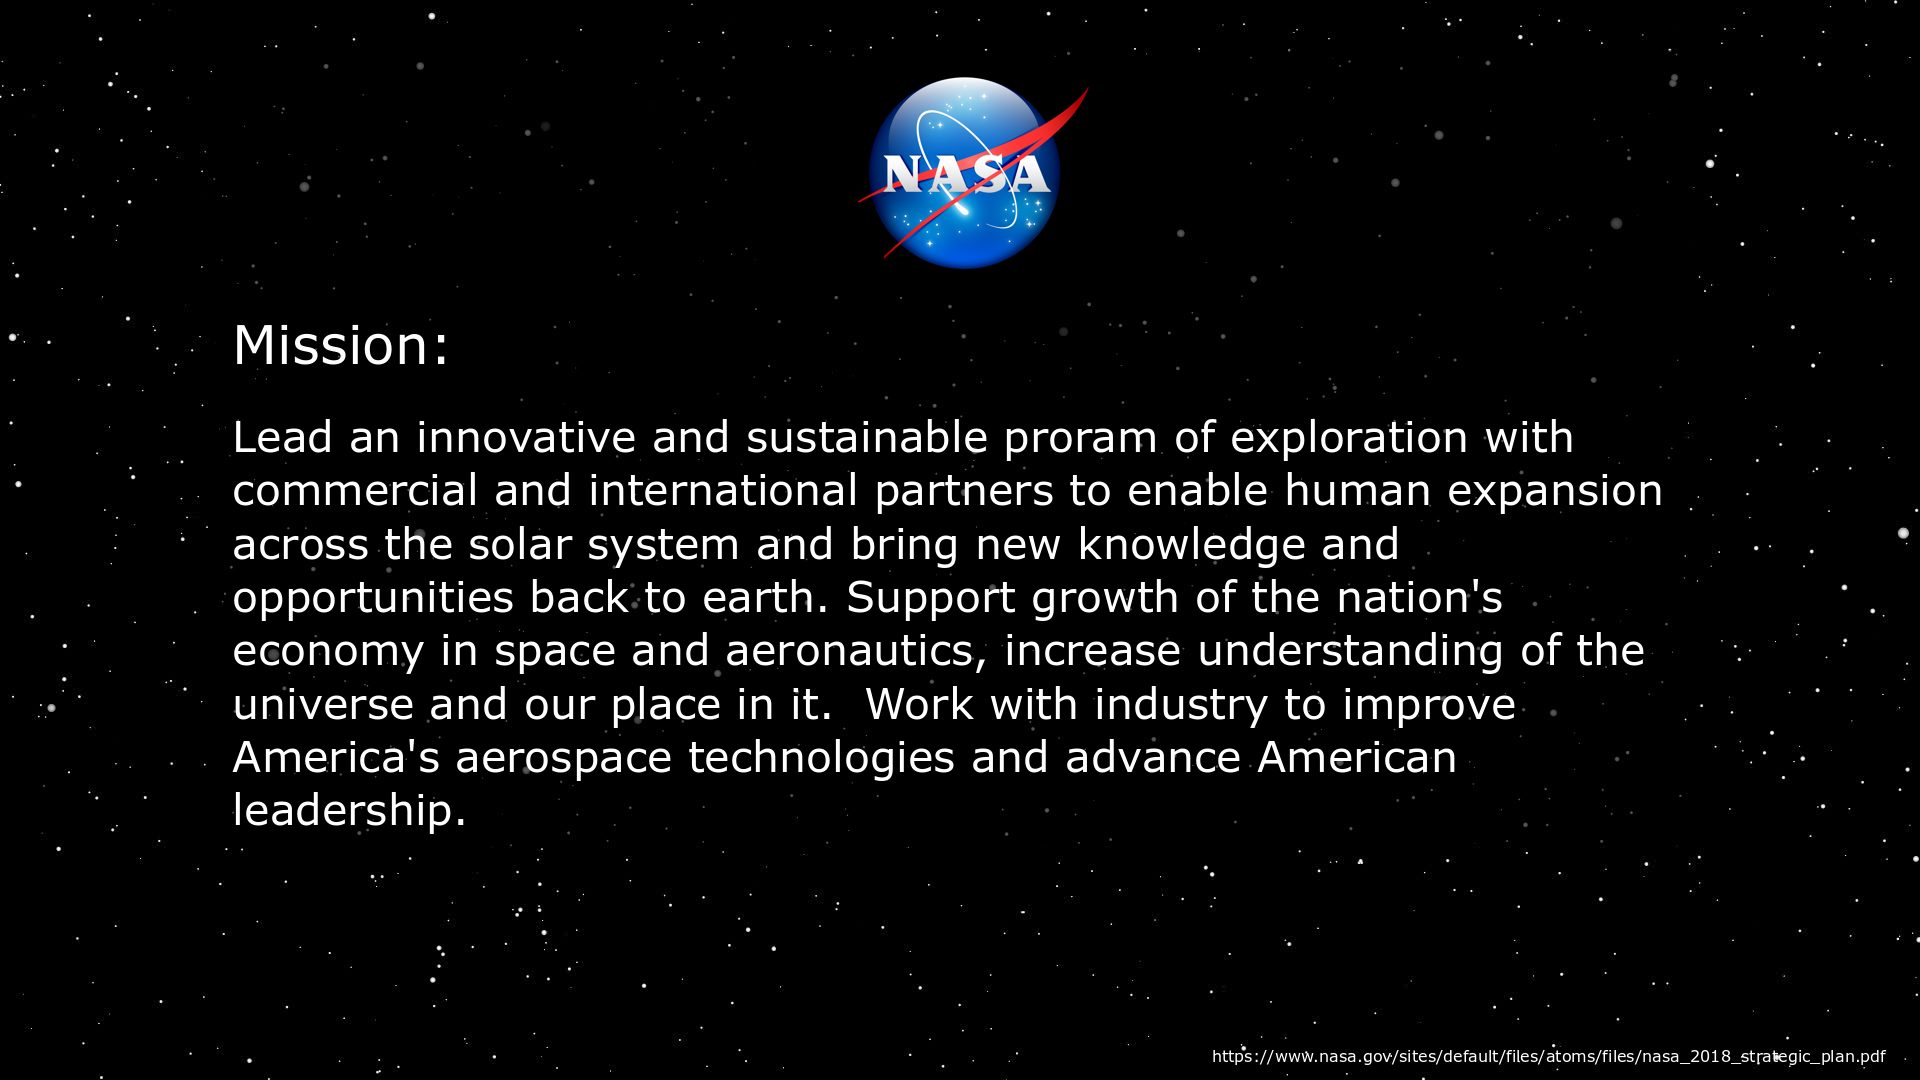 NASA
Mission:
Lead an innovative and sustainable proram of exploration with
commercial and international partners to enable human expansion
across the solar system and bring new knowledge and
opportunities back to earth. Support growth of the nation's
economy in space and aeronautics, increase understanding of the
universe and our place in it.  Work with industry to improve
America's aerospace technologies and advance American
leadership.
https://www.nasa.gov/sites/default/files/atoms/files/nasa_2018_strategic_plan.pdf